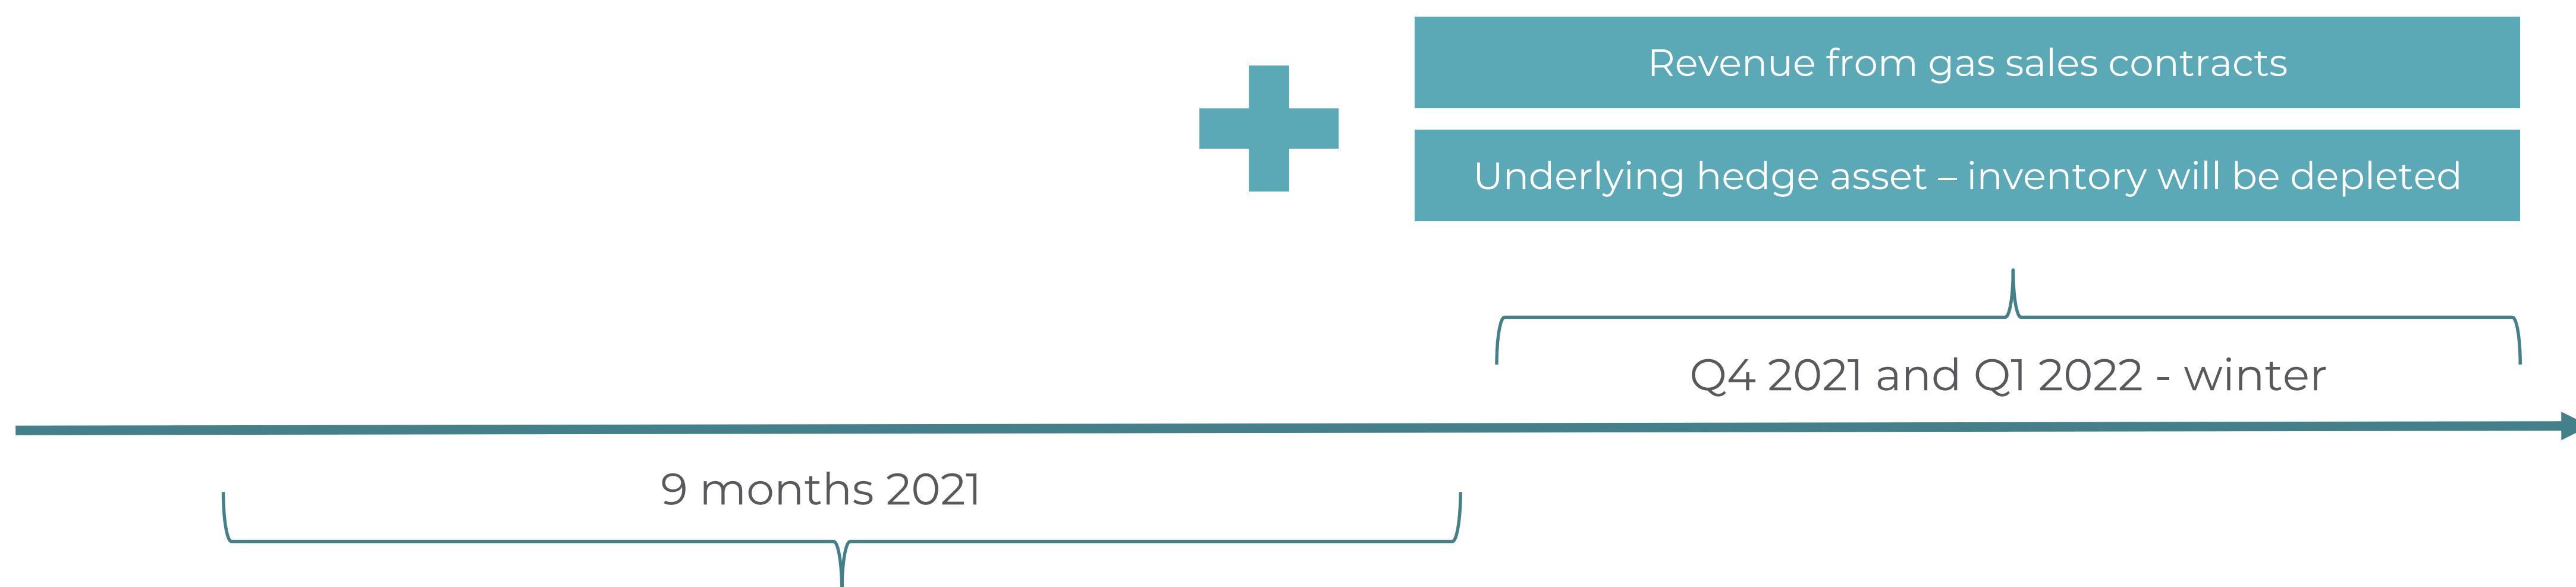 Revenue from gas sales contracts
Underlying hedge asset – inventory will be depleted
Q4 2021 and Q1 2022 - winter
9 months 2021